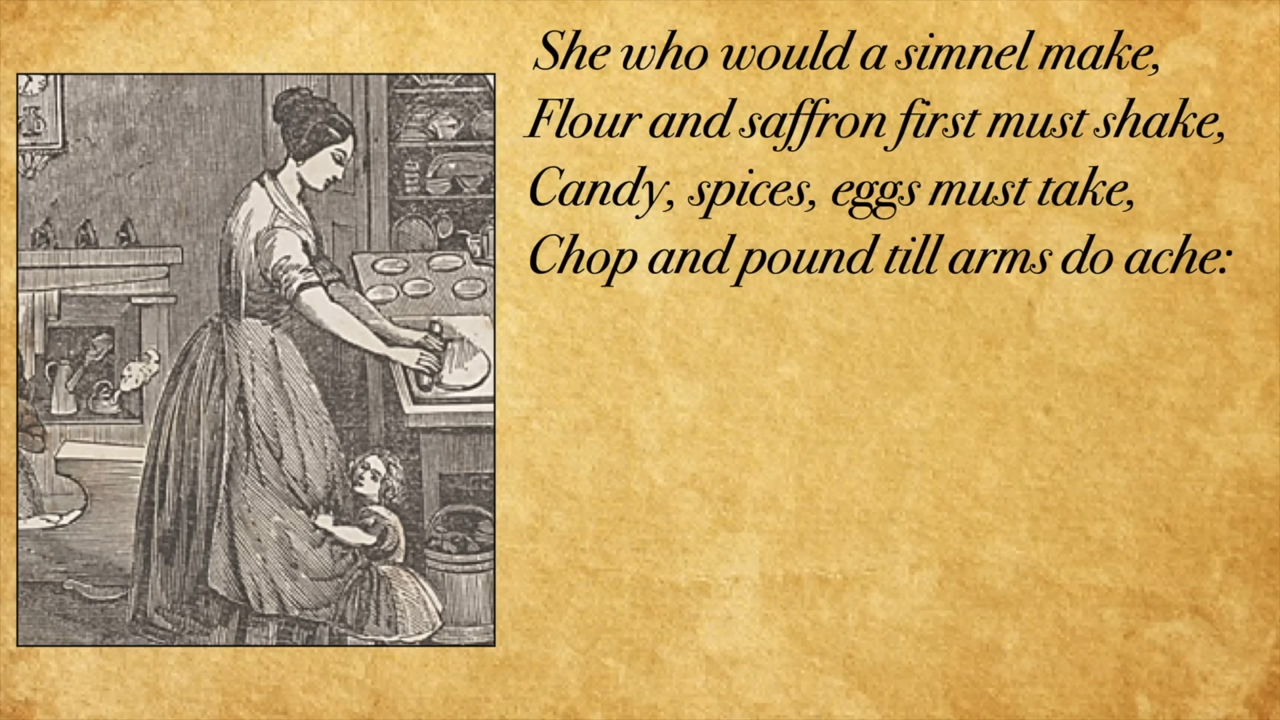 She who would a simnel make,
Flour and saffron first must shake,
Candy, spices, eggs must take,
Chop and pound till arms do ache: